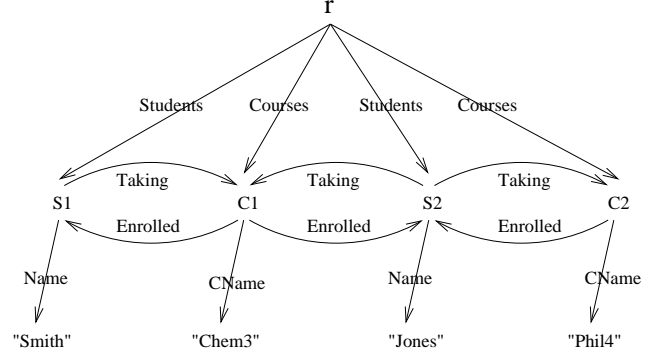 r
Students Courses Students Courses
Taking Taking Taking
S1 C1 S2 C2
Enrolled Enrolled Enrolled
Name CName Name CName
"Smith" "Chem3" "Jones" "Phil4"